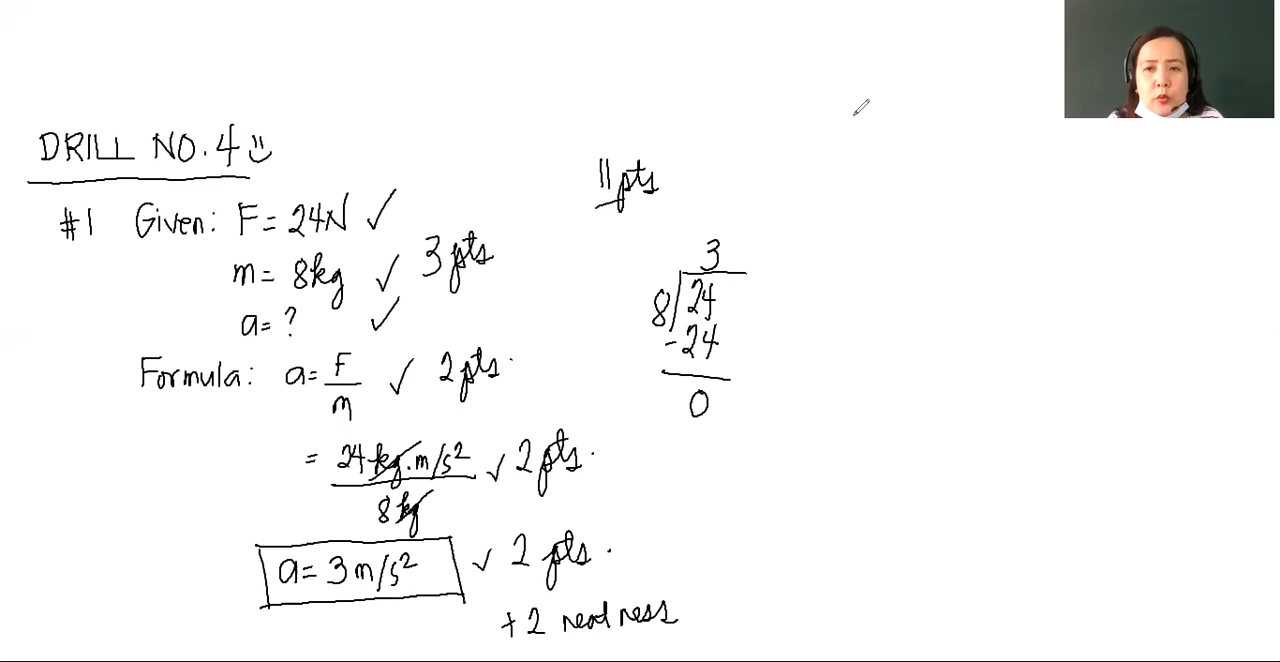 DRILL NO.4
11 pts
#1 Given: F = 24N ✓
m = 8kg ✓ 3 pts
a = ? ✓
Formula: a = F/m ✓ 2 pts.
= 24 kg.m/s² / 8 kg ✓ 2 pts.
a = 3 m/s² ✓ 2 pts.
+2 neatness
3
8 24
-24
0